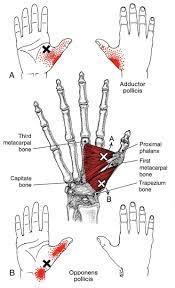 A
Adductor
pollicis
Third
metacarpal
bone
A
Proximal
phalanx
First
metacarpal
bone
Capitate
bone
Trapezium
bone
B
B
Opponens
pollicis